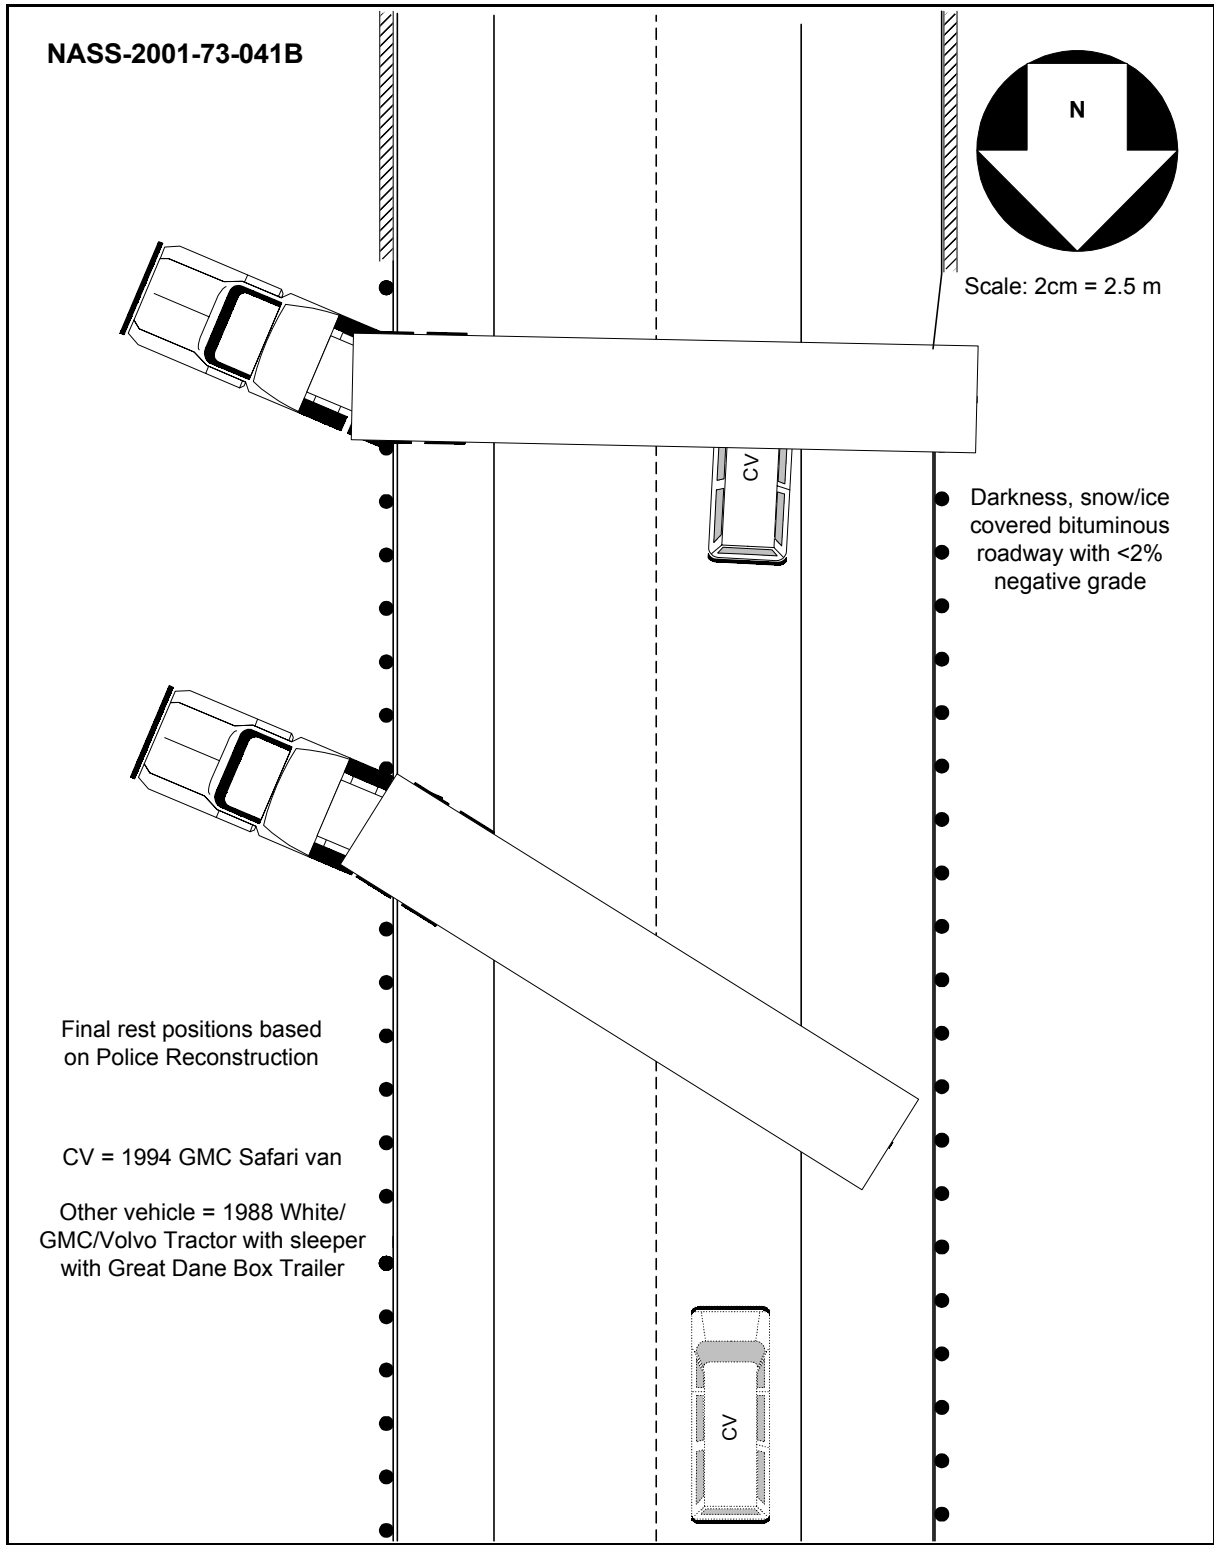 NASS-2001-73-041B
N
Scale: 2cm = 2.5 m
CV
Darkness, snow/ice
covered bituminous
roadway with <2%
negative grade
Final rest positions based
on Police Reconstruction
CV = 1994 GMC Safari van
Other vehicle = 1988 White/
GMC/Volvo Tractor with sleeper
with Great Dane Box Trailer
CV